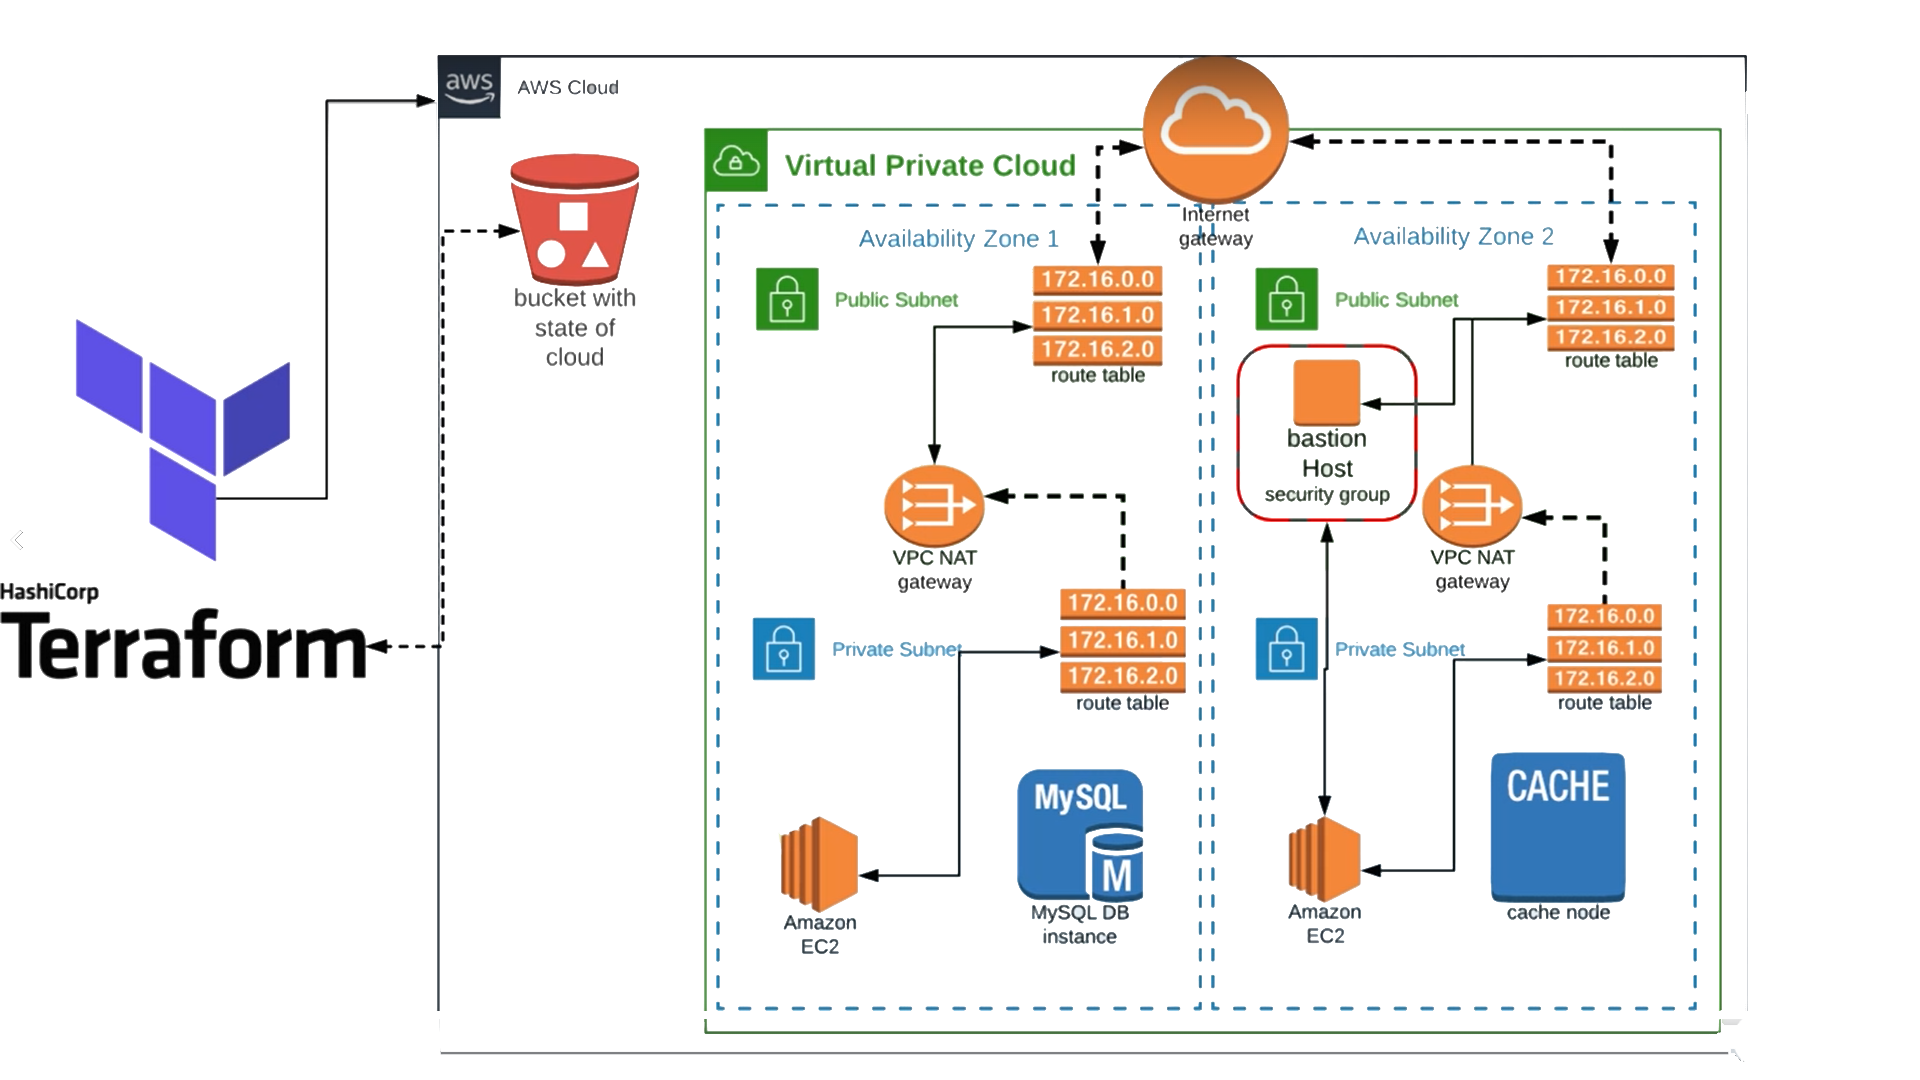 aws
AWS Cloud
bucket with
state of
cloud
HashiCorp
Terraform
Virtual Private Cloud
Internet
gateway
Availability Zone 1
Public Subnet
172.16.0.0
172.16.1.0
172.16.2.0
route table
VPC NAT
gateway
Private Subnet
172.16.0.0
172.16.1.0
172.16.2.0
route table
Amazon
EC2
MySQL
M
MySQL DB
instance
Availability Zone 2
Public Subnet
172.16.0.0
172.16.1.0
172.16.2.0
route table
bastion
Host
security group
VPC NAT
gateway
Private Subnet
172.16.0.0
172.16.1.0
172.16.2.0
route table
Amazon
EC2
CACHE
cache node